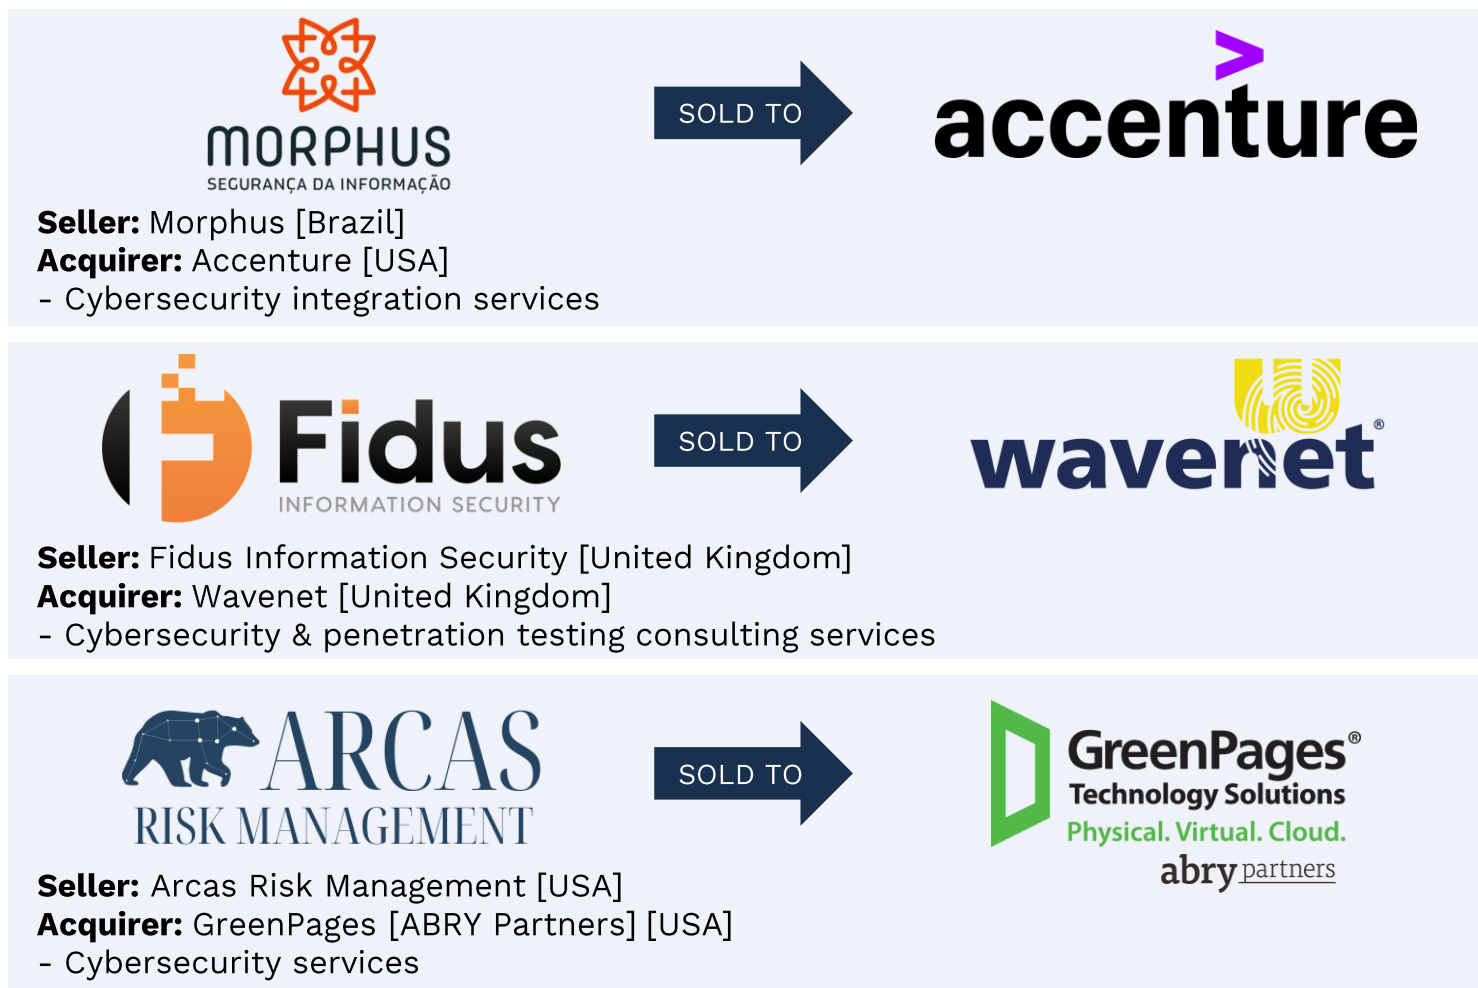 MORPHUS
SEGURANÇA DA INFORMAÇÃO
SOLD TO
>
accenture
Seller: Morphus [Brazil]
Acquirer: Accenture [USA]
- Cybersecurity integration services
Fidus
INFORMATION SECURITY
SOLD TO
wavenet®
Seller: Fidus Information Security [United Kingdom]
Acquirer: Wavenet [United Kingdom]
- Cybersecurity & penetration testing consulting services
ARCAS
RISK MANAGEMENT
SOLD TO
GreenPages®
Technology Solutions
Physical. Virtual. Cloud.
abry partners
Seller: Arcas Risk Management [USA]
Acquirer: GreenPages [ABRY Partners] [USA]
- Cybersecurity services